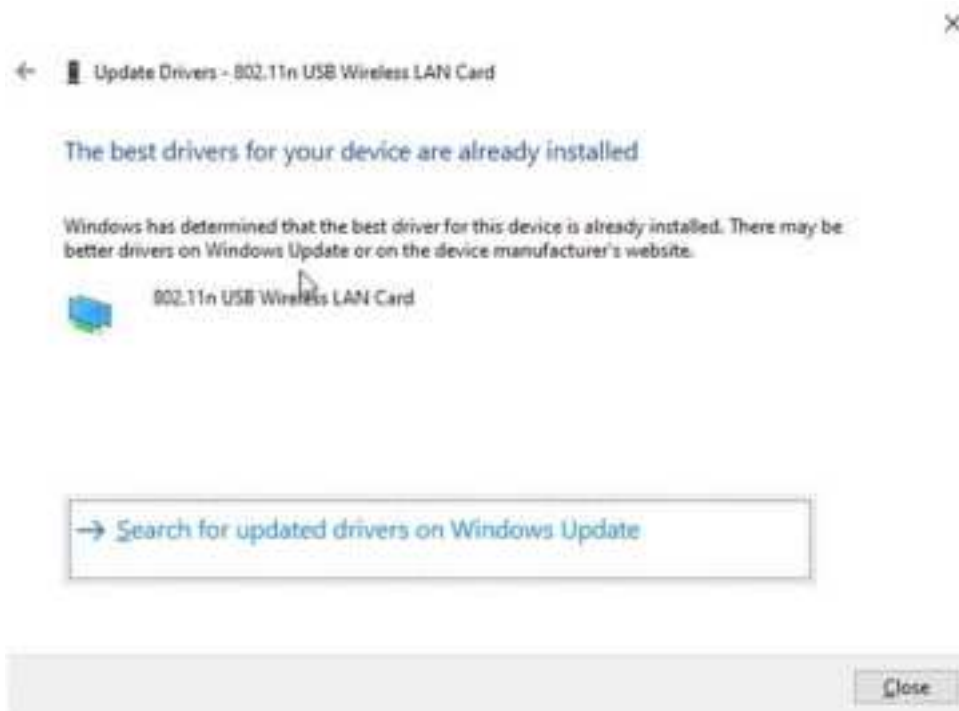 Update Drivers - 802.11n USB Wireless LAN Card
The best drivers for your device are already installed
Windows has determined that the best driver for this device is already installed. There may be
better drivers on Windows Update or on the device manufacturer's website.
802.11n USB Wireless LAN Card
Search for updated drivers on Windows Update
Close